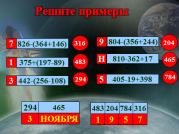 Решите примеры
7 826-(364+146) 316
9 804-(356+244) 204
1 375+(197-89) 483
Н 810-362+17 465
3 442-(256-108) 294
5 405-19+398 784
294 465
3 НОЯБРЯ
483 204 784 316
1 9 5 7